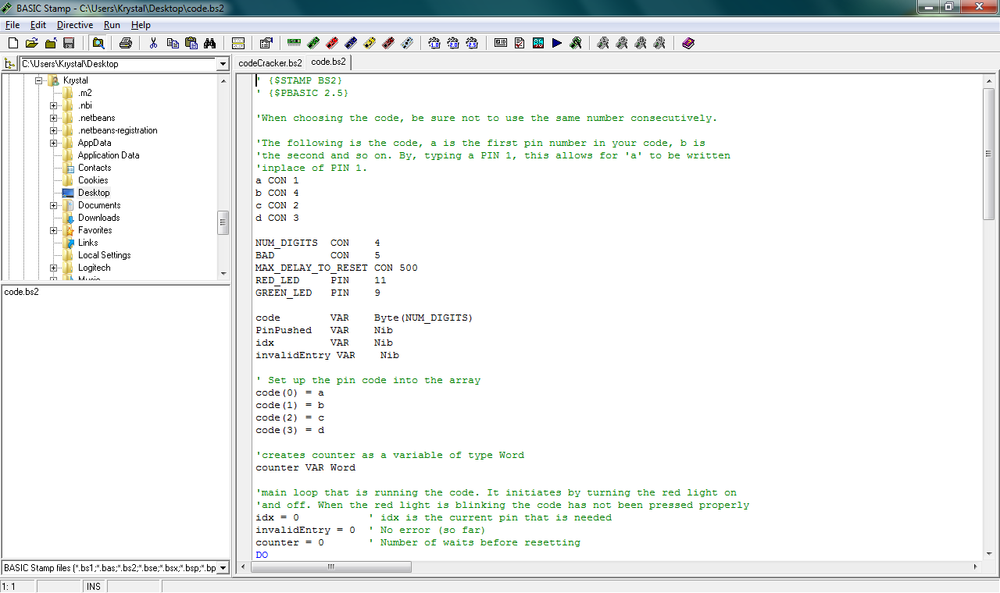 BASIC Stamp - C:\Users\Krystal\Desktop\code.bs2
File Edit Directive Run Help
C:\Users\Krystal\Desktop
Krystal
.m2
.nbi
.netbeans
.netbeans-registration
AppData
Application Data
Contacts
Cookies
Desktop
Documents
Downloads
Favorites
Links
Local Settings
Logitech
Music
code.bs2
BASIC Stamp files (*.bs1;*.bas;*.bs2;*.bse;*.bsx;*.bsp;*.bp
codeCracker.bs2 code.bs2
' {$STAMP BS2}
' {$PBASIC 2.5}
'When choosing the code, be sure not to use the same number consecutively.
'The following is the code, a is the first pin number in your code, b is
'the second and so on. By, typing a PIN 1, this allows for 'a' to be written
'inplace of PIN 1.
a CON 1
b CON 4
c CON 2
d CON 3
NUM_DIGITS CON 4
BAD CON 5
MAX_DELAY_TO_RESET CON 500
RED_LED PIN 11
GREEN_LED PIN 9
code VAR Byte(NUM_DIGITS)
PinPushed VAR Nib
idx VAR Nib
invalidEntry VAR Nib
' Set up the pin code into the array
code(0) = a
code(1) = b
code(2) = c
code(3) = d
'creates counter as a variable of type Word
counter VAR Word
'main loop that is running the code. It initiates by turning the red light on
'and off. When the red light is blinking the code has not been pressed properly
idx = 0 ' idx is the current pin that is needed
invalidEntry = 0 ' No error (so far)
counter = 0 ' Number of waits before resetting
DO
1: 1 INS